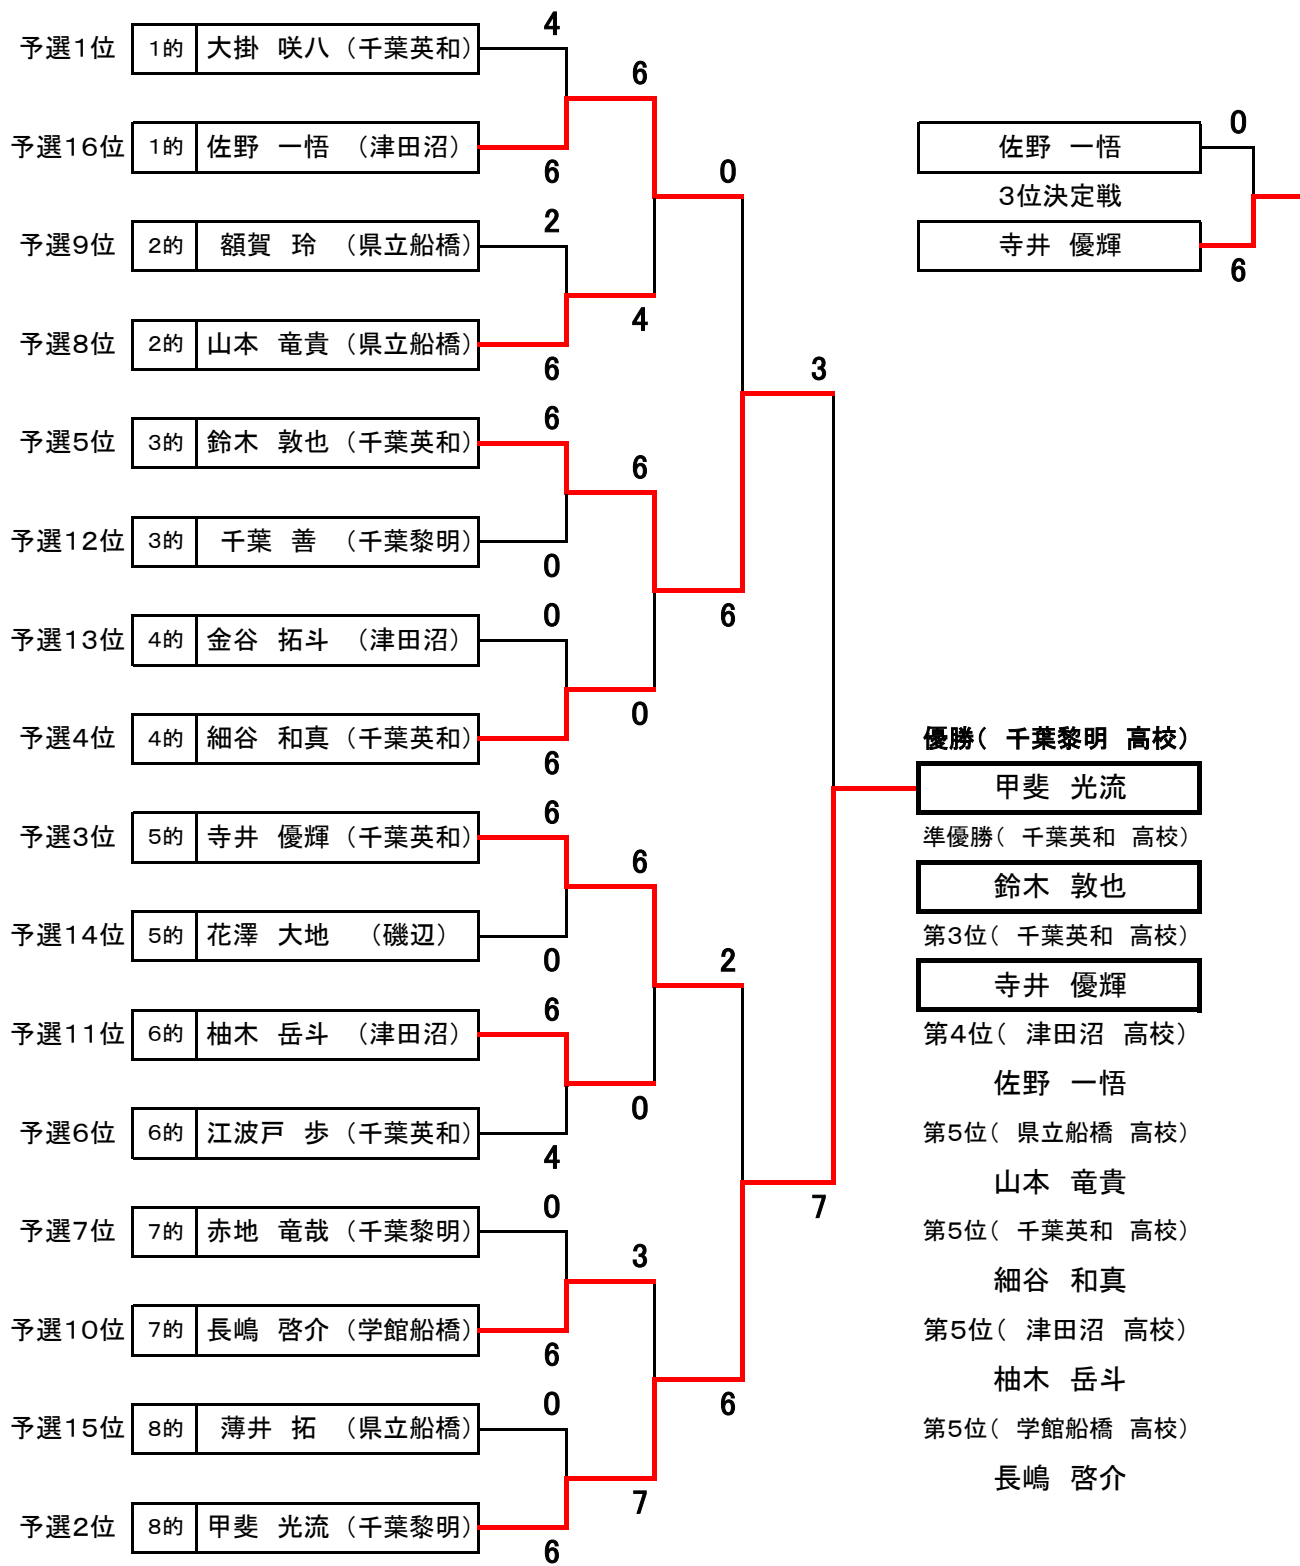 予選1位 1的 大掛 咲八 (千葉英和) 4
6
予選16位 1的 佐野 一悟 (津田沼) 6
0
予選9位 2的 額賀 玲 (県立船橋) 2
4
予選8位 2的 山本 竜貴 (県立船橋) 6
3
予選5位 3的 鈴木 敦也 (千葉英和) 6
6
予選12位 3的 千葉 善 (千葉黎明) 0
6
予選13位 4的 金谷 拓斗 (津田沼) 0
0
予選4位 4的 細谷 和真 (千葉英和) 6
予選3位 5的 寺井 優輝 (千葉英和) 6
6
予選14位 5的 花澤 大地 (磯辺) 0
2
予選11位 6的 柚木 岳斗 (津田沼) 6
0
予選6位 6的 江波戸 歩 (千葉英和) 4
7
予選7位 7的 赤地 竜哉 (千葉黎明) 0
3
予選10位 7的 長嶋 啓介 (学館船橋) 6
6
予選15位 8的 薄井 拓 (県立船橋) 0
7
予選2位 8的 甲斐 光流 (千葉黎明) 6
佐野 一悟 0
3位決定戦
寺井 優輝 6
優勝( 千葉黎明 高校)
甲斐 光流
準優勝( 千葉英和 高校)
鈴木 敦也
第3位( 千葉英和 高校)
寺井 優輝
第4位( 津田沼 高校)
佐野 一悟
第5位( 県立船橋 高校)
山本 竜貴
第5位( 千葉英和 高校)
細谷 和真
第5位( 津田沼 高校)
柚木 岳斗
第5位( 学館船橋 高校)
長嶋 啓介